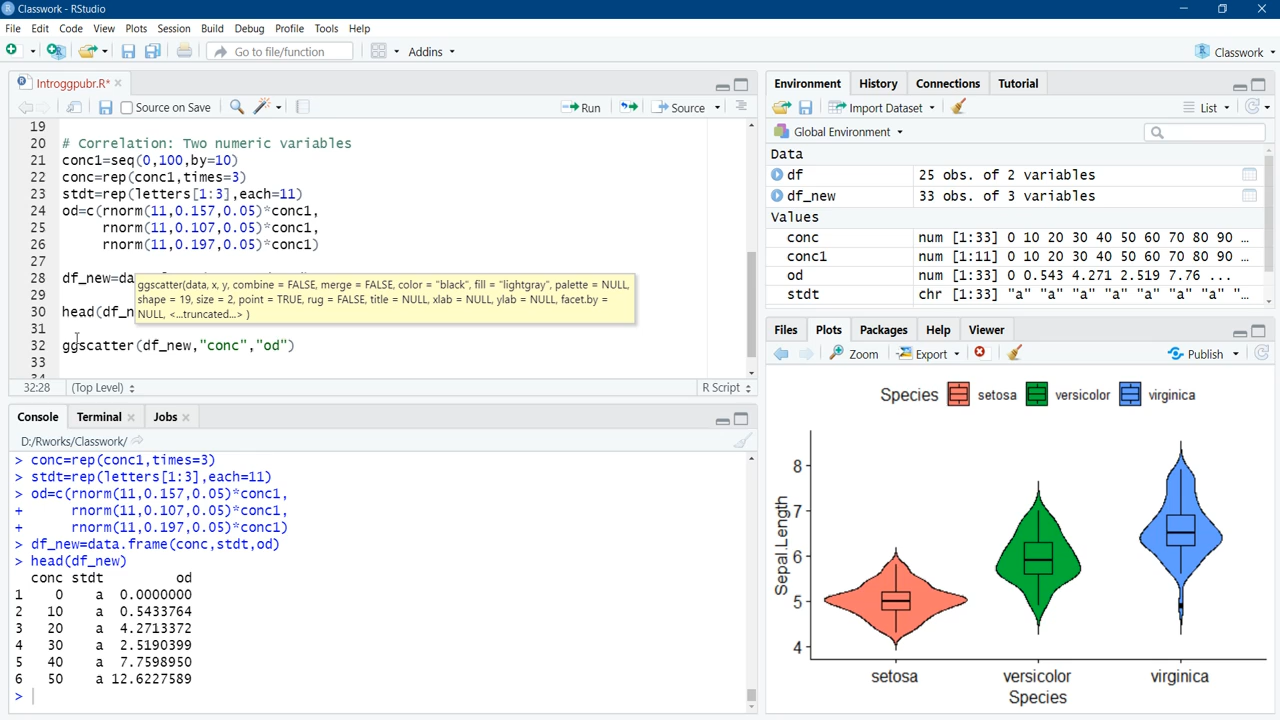 Classwork - RStudio
File Edit Code View Plots Session Build Debug Profile Tools Help
Go to file/function Addins Classwork
Introggpubr.R*
Source on Save Run Source
19
20 # Correlation: Two numeric variables
21 conc1=seq(0,100,by=10)
22 conc=rep(conc1,times=3)
23 stdt=rep(letters[1:3],each=11)
24 od=c(rnorm(11,0.157,0.05)*conc1,
25 rnorm(11,0.107,0.05)*conc1,
26 rnorm(11,0.197,0.05)*conc1)
27
28 df_new=da
ggscatter(data, x, y, combine = FALSE, merge = FALSE, color = "black", fill = "lightgray", palette = NULL,
29
shape = 19, size = 2, point = TRUE, rug = FALSE, title = NULL, xlab = NULL, ylab = NULL, facet.by =
30 head(df_n
NULL, <...truncated...> )
31
32 ggscatter(df_new,"conc","od")
33
32:28 (Top Level) R Script
Console Terminal Jobs
D:/Rworks/Classwork/
> conc=rep(conc1,times=3)
> stdt=rep(letters[1:3],each=11)
> od=c(rnorm(11,0.157,0.05)*conc1,
+ rnorm(11,0.107,0.05)*conc1,
+ rnorm(11,0.197,0.05)*conc1)
> df_new=data.frame(conc,stdt,od)
> head(df_new)
conc stdt od
1 0 a 0.0000000
2 10 a 0.5433764
3 20 a 4.2713372
4 30 a 2.5190399
5 40 a 7.7598950
6 50 a 12.6227589
>
Environment History Connections Tutorial
Import Dataset List
Global Environment
Data
df 25 obs. of 2 variables
df_new 33 obs. of 3 variables
Values
conc num [1:33] 0 10 20 30 40 50 60 70 80 90 …
conc1 num [1:11] 0 10 20 30 40 50 60 70 80 90 …
od num [1:33] 0 0.543 4.271 2.519 7.76 ...
stdt chr [1:33] "a" "a" "a" "a" "a" "a" "a" "…
Files Plots Packages Help Viewer
Zoom Export Publish
Species setosa versicolor virginica
8
7
6
5
4
Sepal.Length
setosa versicolor virginica
Species